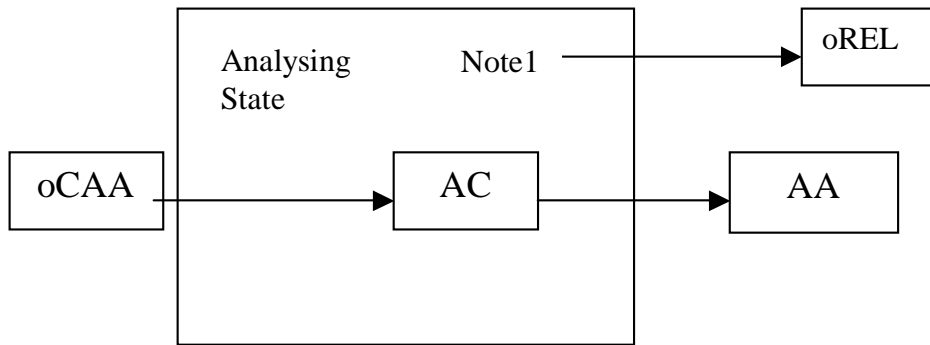 oREL
Analysing
State
Note1
oCAA
AC
AA